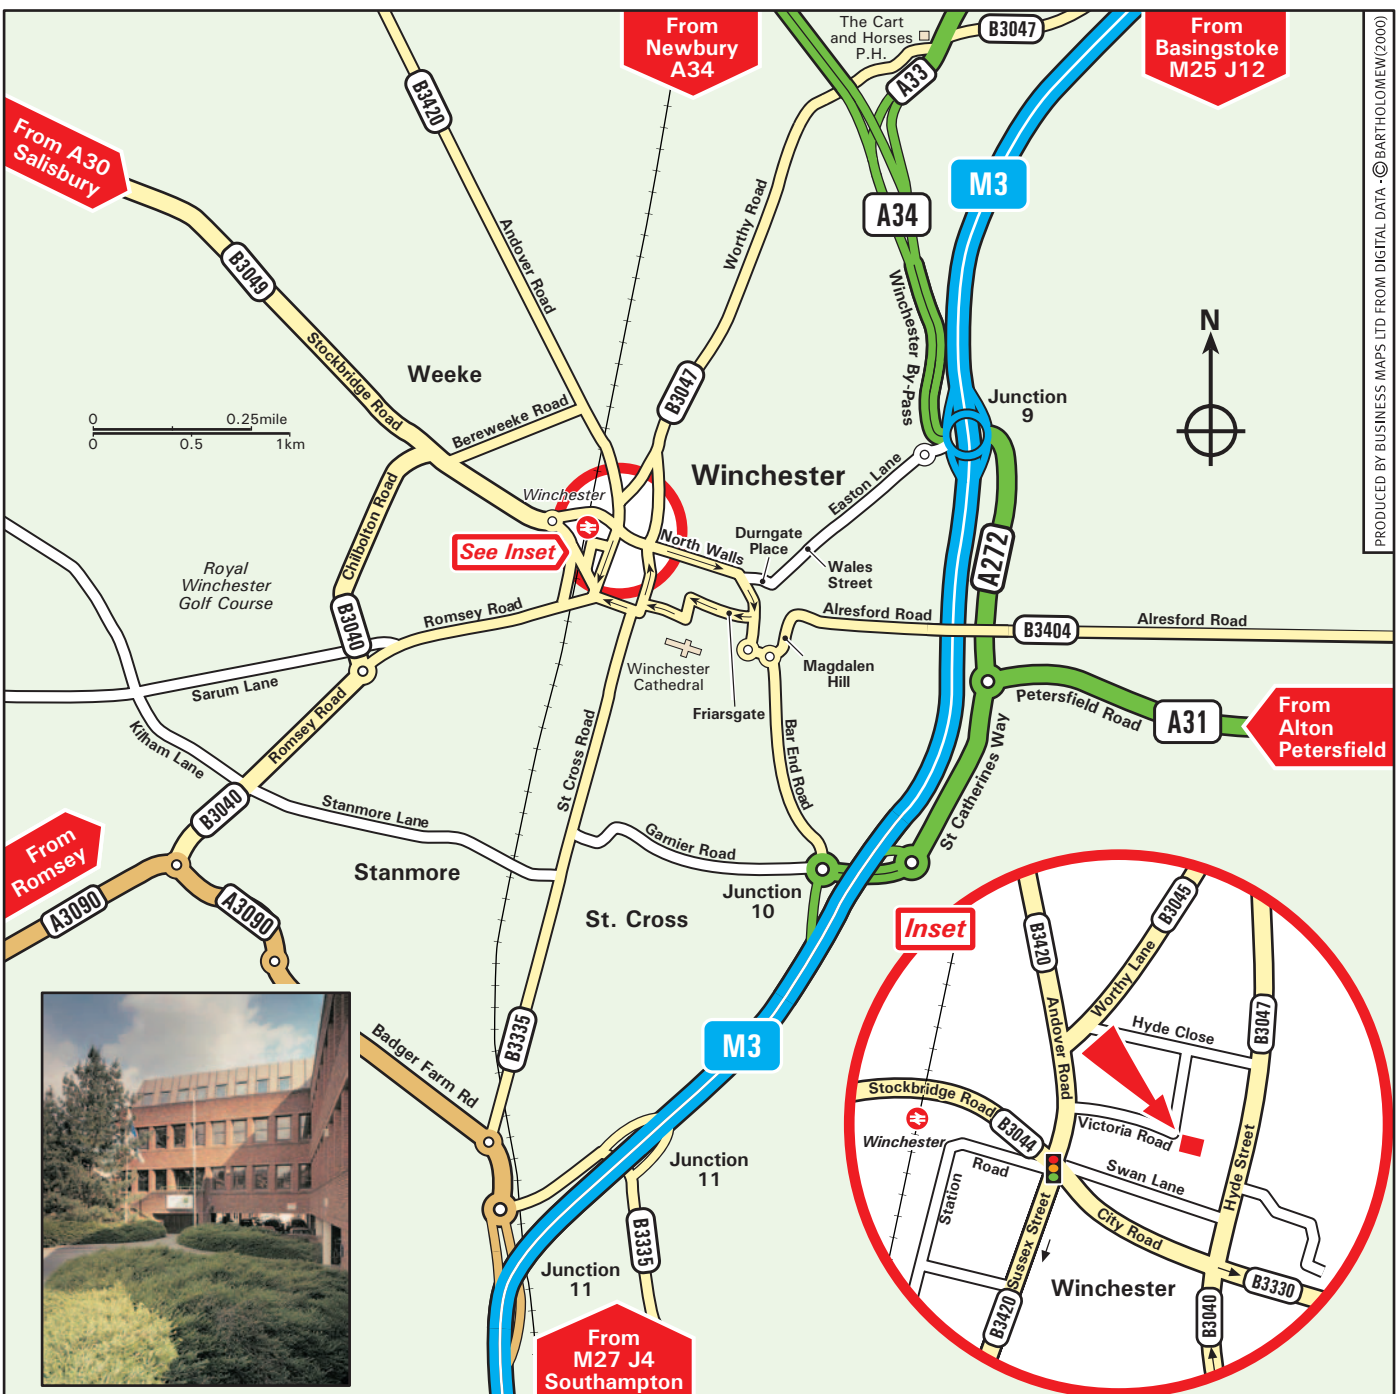 The Cart
and Horses
P.H.
B3047
From
Newbury
A34
From
Basingstoke
M25 J12
PRODUCED BY BUSINESS MAPS LTD FROM DIGITAL DATA - ©BARTHOLOMEW(2000)
A33
B3420
From A30
Salisbury
M3
A34
Worthy Road
Andover Road
B3049
Winchester By-Pass
N
Stockbridge Road
Weeke
B3047
Junction
9
0 0.25mile
0 0.5 1km
Bereweeke Road
Winchester
Easton Lane
Chilbolton Road
Winchester
See Inset
North Walls
Durngate
Place
Wales
Street
A272
Royal
Winchester
Golf Course
B3040
Romsey Road
Alresford Road
B3404
Alresford Road
Winchester
Cathedral
Magdalen
Hill
Friarsgate
Sarum Lane
Petersfield Road
A31
From
Alton
Petersfield
Kilham Lane
Romsey Road
St Cross Road
Bar End Road
St Catherines Way
B3040
Stanmore Lane
Garnier Road
From
Romsey
Stanmore
Junction
10
A3090
A3090
St. Cross
Inset
B3420
B3045
Worthy Lane
Andover Road
Hyde Close
B3047
Badger Farm Rd
B3335
M3
Stockbridge Road
Winchester
B3044
Victoria Road
Hyde Street
Station
Road
Swan Lane
City Road
Sussex Street
Junction
11
B3335
Junction
11
Winchester
B3330
B3420
B3040
From
M27 J4
Southampton